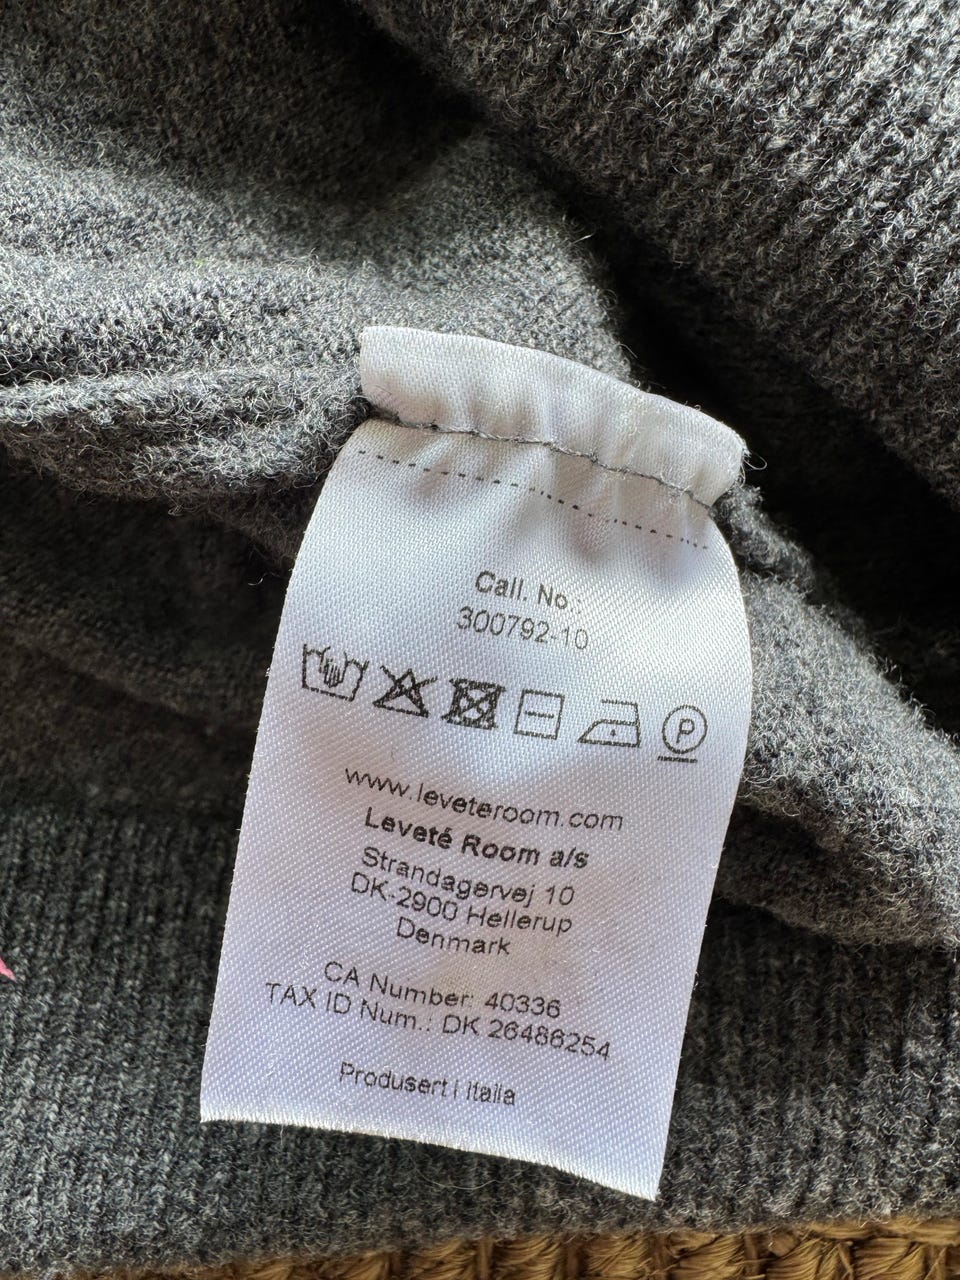 Call. No :
300792-10
P
www.leveteroom.com
Leveté Room a/s
Strandagervej 10
DK-2900 Hellerup
Denmark
CA Number: 40336
TAX ID Num.: DK 26486254
Produsert i Italia